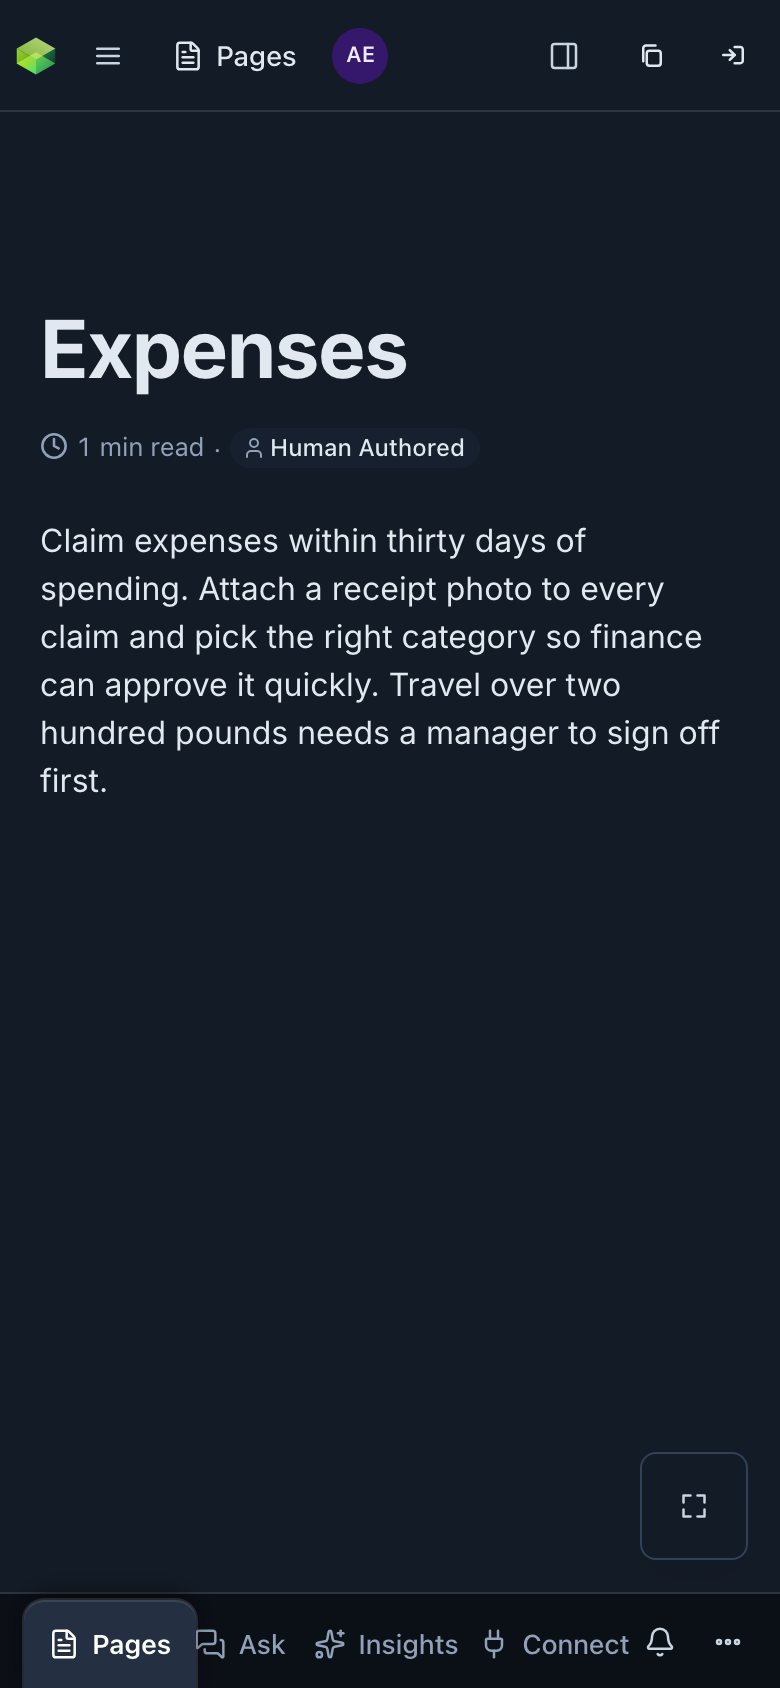 Pages
AE
Expenses
1 min read · Human Authored
Claim expenses within thirty days of
spending. Attach a receipt photo to every
claim and pick the right category so finance
can approve it quickly. Travel over two
hundred pounds needs a manager to sign off
first.
Pages Ask Insights Connect